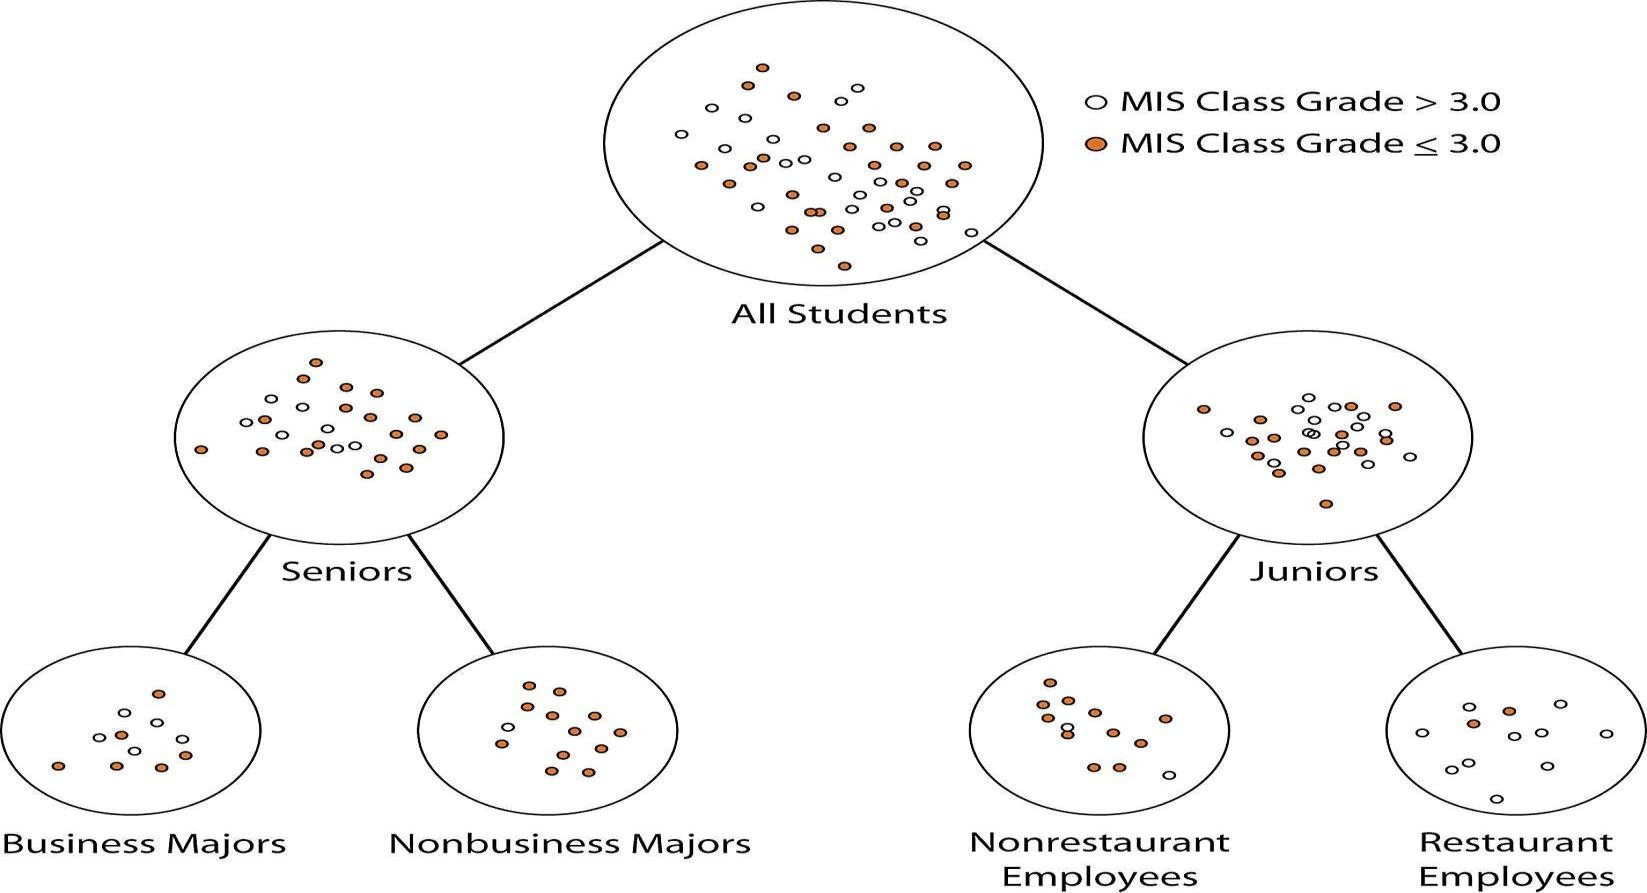 MIS Class Grade > 3.0
MIS Class Grade ≤ 3.0
All Students
Seniors
Juniors
Business Majors
Nonbusiness Majors
Nonrestaurant
Employees
Restaurant
Employees